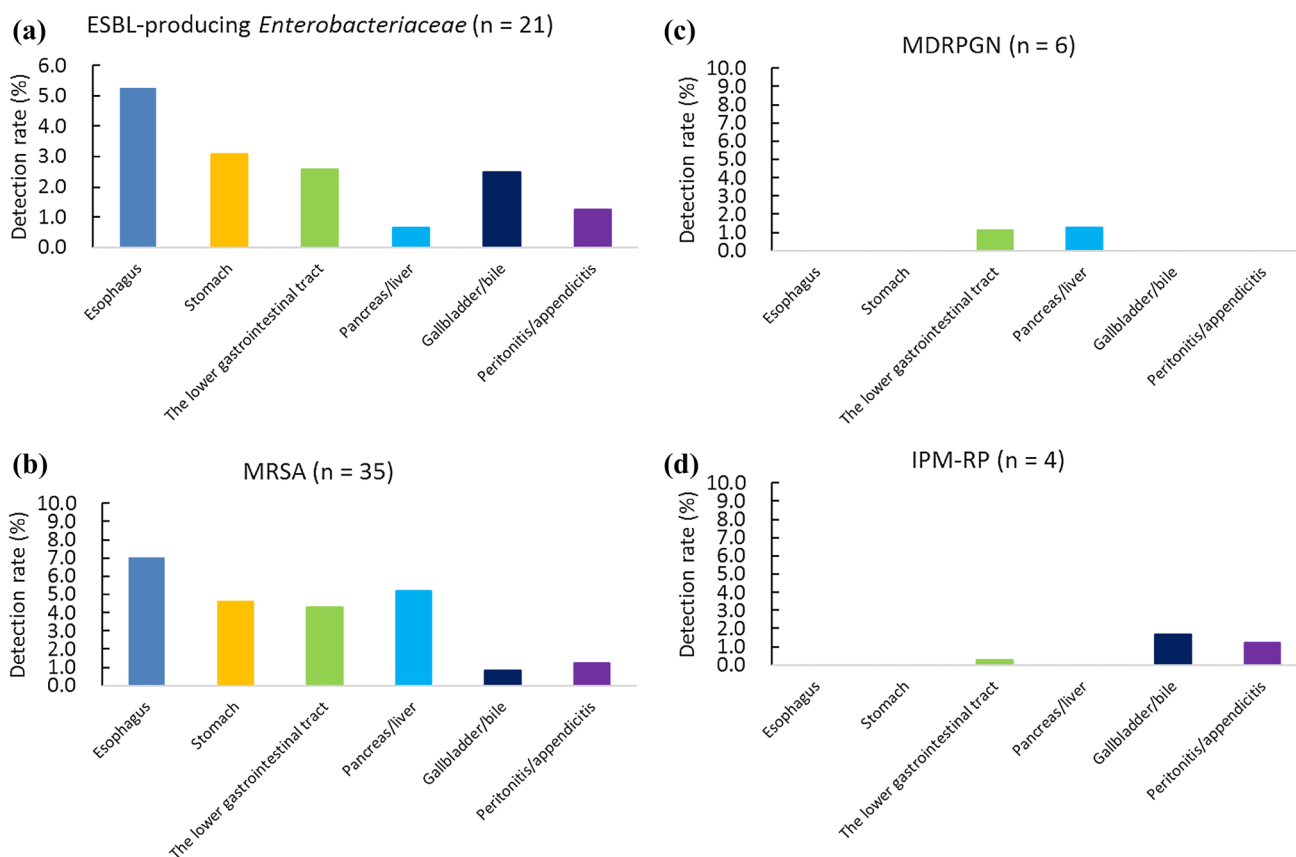 (a)
ESBL-producing Enterobacteriaceae (n = 21)
Detection rate (%)
6.0
5.0
4.0
3.0
2.0
1.0
0.0
Esophagus
Stomach
The lower gastrointestinal tract
Pancreas/liver
Gallbladder/bile
Peritonitis/appendicitis
(b)
MRSA (n = 35)
Detection rate (%)
10.0
9.0
8.0
7.0
6.0
5.0
4.0
3.0
2.0
1.0
0.0
Esophagus
Stomach
The lower gastrointestinal tract
Pancreas/liver
Gallbladder/bile
Peritonitis/appendicitis
(c)
MDRPGN (n = 6)
Detection rate (%)
10.0
9.0
8.0
7.0
6.0
5.0
4.0
3.0
2.0
1.0
0.0
Esophagus
Stomach
The lower gastrointestinal tract
Pancreas/liver
Gallbladder/bile
Peritonitis/appendicitis
(d)
IPM-RP (n = 4)
Detection rate (%)
10.0
9.0
8.0
7.0
6.0
5.0
4.0
3.0
2.0
1.0
0.0
Esophagus
Stomach
The lower gastrointestinal tract
Pancreas/liver
Gallbladder/bile
Peritonitis/appendicitis